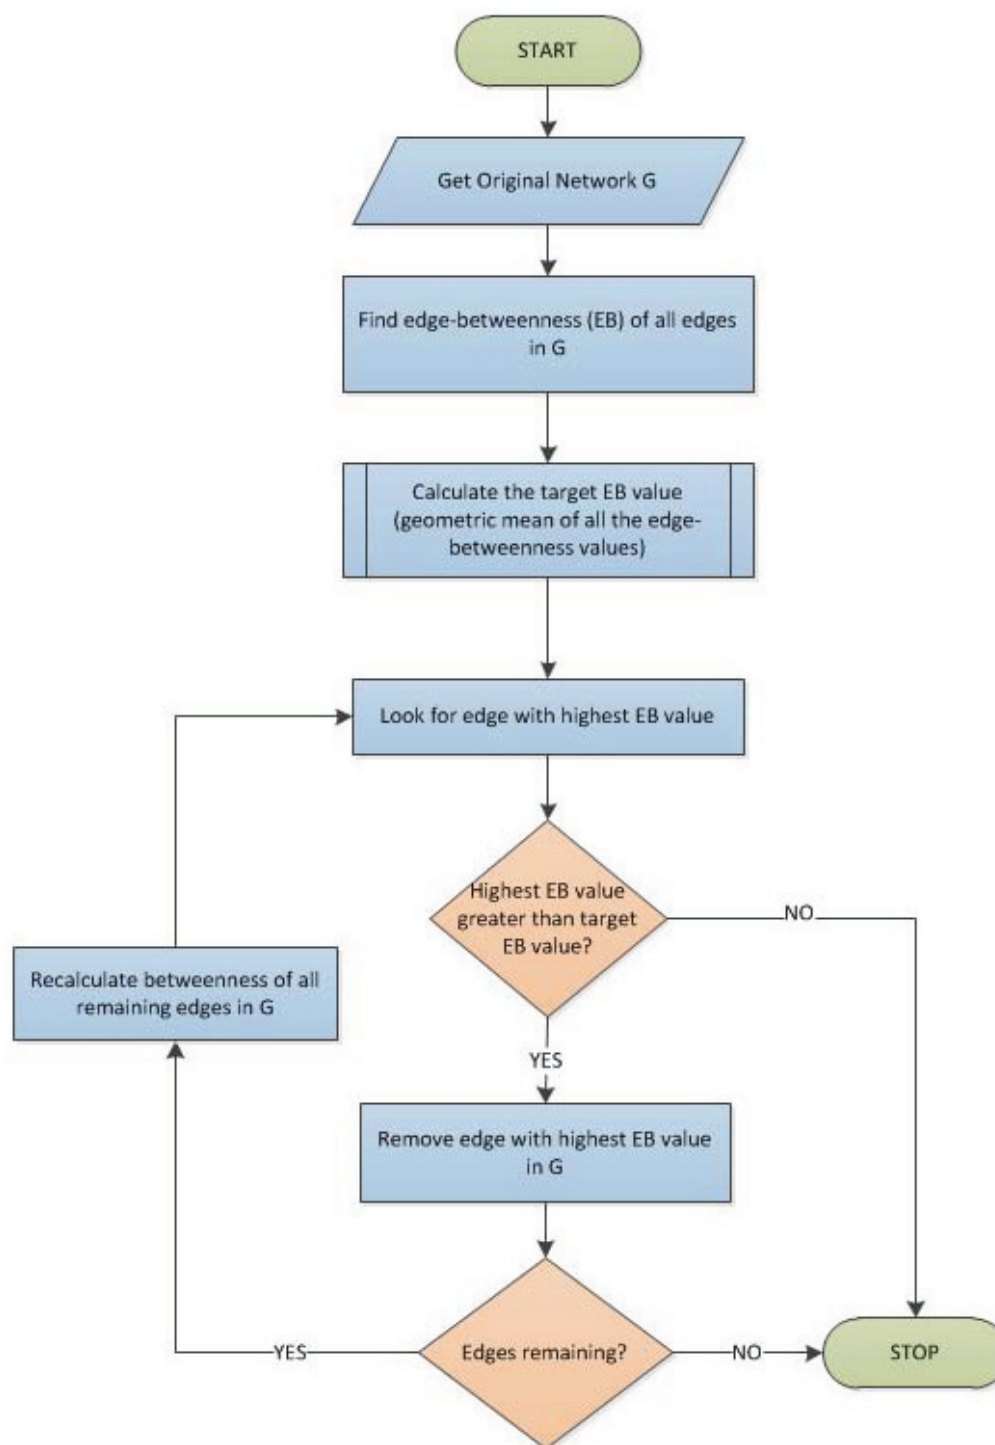 START
Get Original Network G
Find edge-betweenness (EB) of all edges
in G
Calculate the target EB value
(geometric mean of all the edge-
betweenness values)
Look for edge with highest EB value
Highest EB value
greater than target
EB value?
NO
Recalculate betweenness of all
remaining edges in G
YES
Remove edge with highest EB value
in G
Edges remaining?
YES
NO
STOP